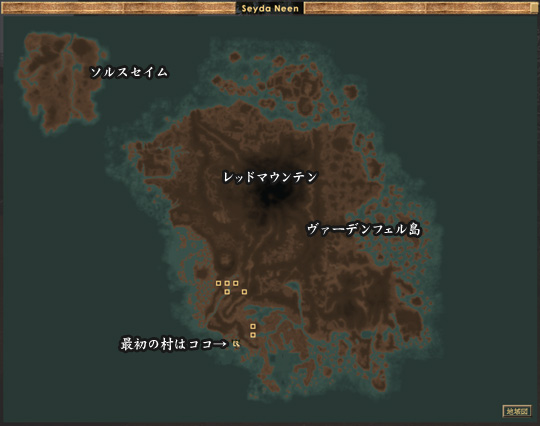 Seyda Neen
ソルスセイム
レッドマウンテン
ヴァーデンフェル島
最初の村はココ→
地域図